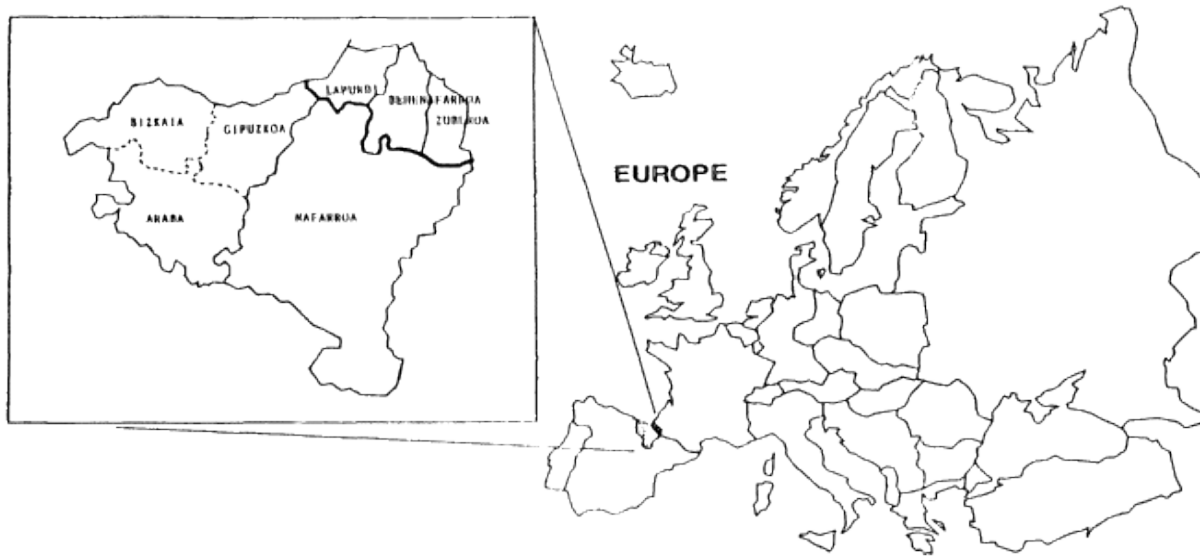 LAPURDI
BEHENAFARROA
ZUBEROA
BIZKAIA
GIPUZKOA
ARABA
NAFARROA
EUROPE